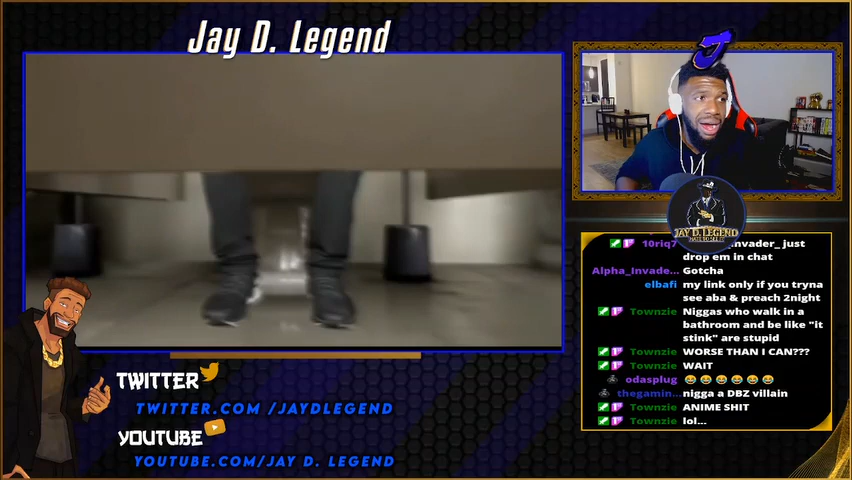 Jay D. Legend
J
JAY D. LEGEND
10riq7
nvader_ just
drop em in chat
Alpha_Invade... Gotcha
elbafi my link only if you tryna
see aba & preach 2night
Townzie Niggas who walk in a
bathroom and be like "it
stink" are stupid
Townzie WORSE THAN I CAN???
Townzie WAIT
odasplug 😂😂😂😂😂😂
thegamin... nigga a DBZ villain
Townzie ANIME SHIT
Townzie lol...
TWITTER
TWITTER.COM /JAYDLEGEND
YOUTUBE
YOUTUBE.COM/JAY D. LEGEND